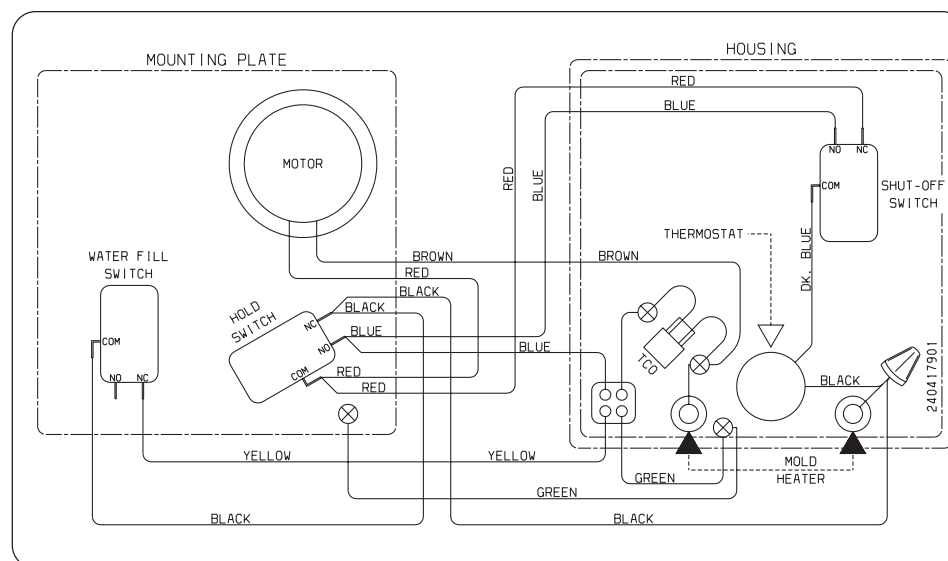 MOUNTING PLATE
HOUSING
RED
BLUE
MOTOR
RED
BLUE
NO
NC
COM
SHUT-OFF
SWITCH
DK. BLUE
THERMOSTAT
WATER FILL
SWITCH
BROWN
BROWN
RED
BLACK
BLACK
HOLD
SWITCH
NC
NO
COM
BLUE
BLUE
RED
RED
COM
NO
NC
TCO
BLACK
240417901
YELLOW
YELLOW
MOLD
HEATER
GREEN
GREEN
BLACK
BLACK